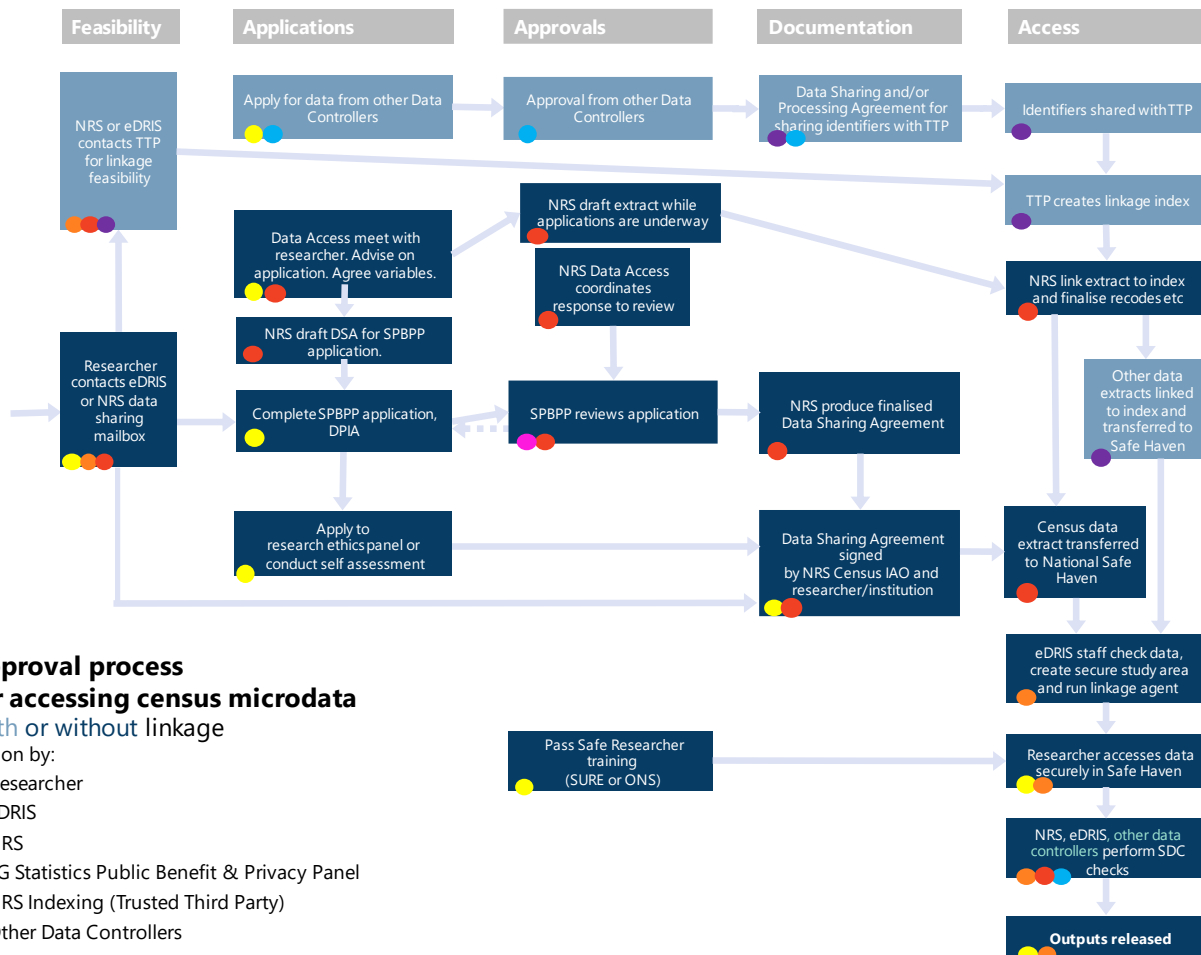 Feasibility
Applications
Approvals
Documentation
Access
NRS or eDRIS
contacts TTP
for linkage
feasibility
Apply for data from other Data
Controllers
Approval from other Data
Controllers
Data Sharing and/or
Processing Agreement for
sharing identifiers with TTP
Identifiers shared with TTP
TTP creates linkage index
Data Access meet with
researcher. Advise on
application. Agree variables.
NRS draft extract while
applications are underway
NRS Data Access
coordinates
response to review
NRS link extract to index
and finalise recodes etc
NRS draft DSA for SPBPP
application.
Researcher
contacts eDRIS
or NRS data
sharing
mailbox
Complete SPBPP application,
DPIA
SPBPP reviews application
NRS produce finalised
Data Sharing Agreement
Other data
extracts linked
to index and
transferred to
Safe Haven
Apply to
research ethics panel or
conduct self assessment
Data Sharing Agreement
signed
by NRS Census IAO and
researcher/institution
Census data
extract transferred
to National Safe
Haven
eDRIS staff check data,
create secure study area
and run linkage agent
Pass Safe Researcher
training
(SURE or ONS)
Researcher accesses data
securely in Safe Haven
NRS, eDRIS, other data
controllers perform SDC
checks
Outputs released
proval process
r accessing census microdata
th or without linkage
on by:
esearcher
DRIS
RS
G Statistics Public Benefit & Privacy Panel
RS Indexing (Trusted Third Party)
ther Data Controllers